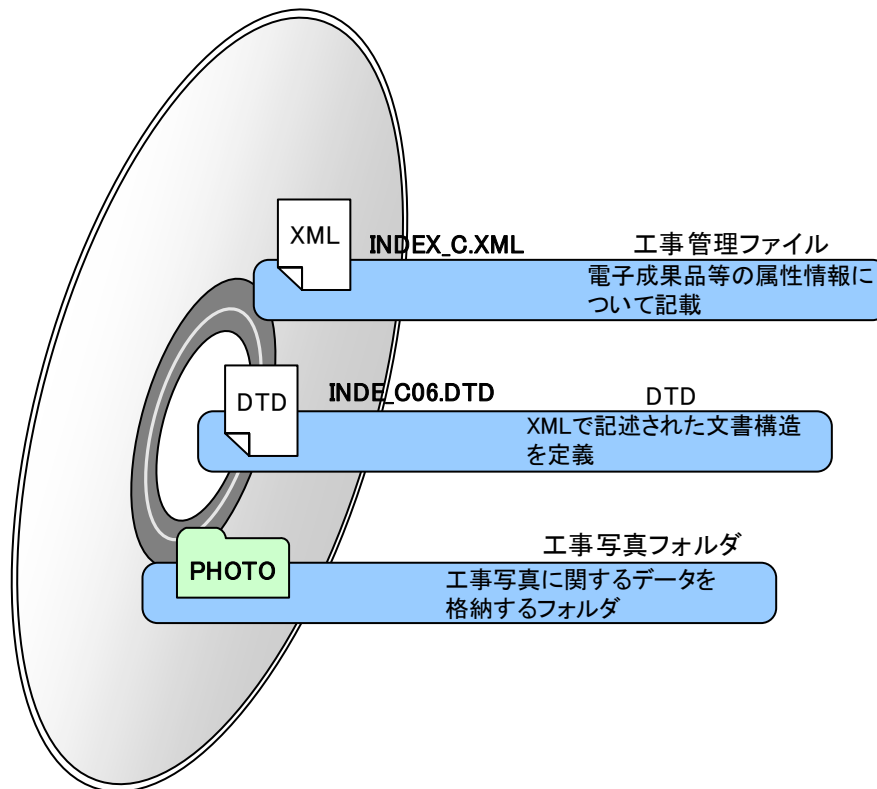 XML
INDEX_C.XML
工事管理ファイル
電子成果品等の属性情報に
ついて記載
DTD
INDE_C06.DTD
DTD
XMLで記述された文書構造
を定義
PHOTO
工事写真フォルダ
工事写真に関するデータを
格納するフォルダ